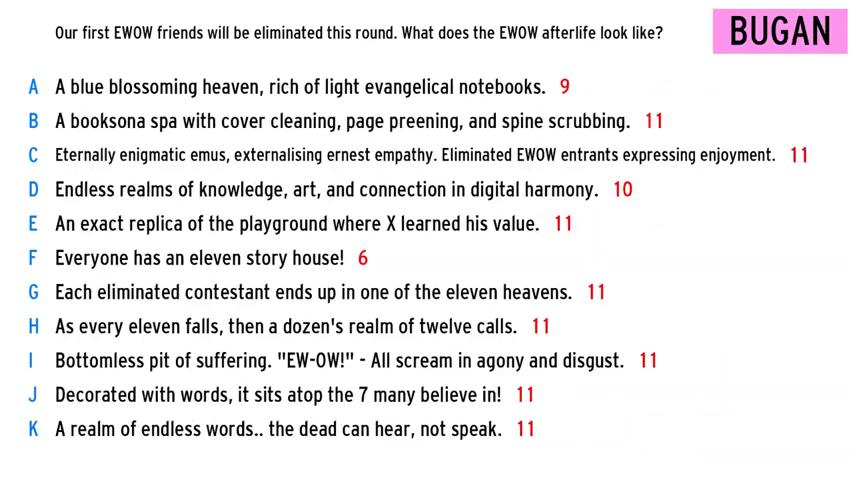 Our first EWOW friends will be eliminated this round. What does the EWOW afterlife look like?
BUGAN
A A blue blossoming heaven, rich of light evangelical notebooks. 9
B A booksona spa with cover cleaning, page preening, and spine scrubbing. 11
C Eternally enigmatic emus, externalising ernest empathy. Eliminated EWOW entrants expressing enjoyment. 11
D Endless realms of knowledge, art, and connection in digital harmony. 10
E An exact replica of the playground where X learned his value. 11
F Everyone has an eleven story house! 6
G Each eliminated contestant ends up in one of the eleven heavens. 11
H As every eleven falls, then a dozen's realm of twelve calls. 11
I Bottomless pit of suffering. "EW-OW!" - All scream in agony and disgust. 11
J Decorated with words, it sits atop the 7 many believe in! 11
K A realm of endless words.. the dead can hear, not speak. 11